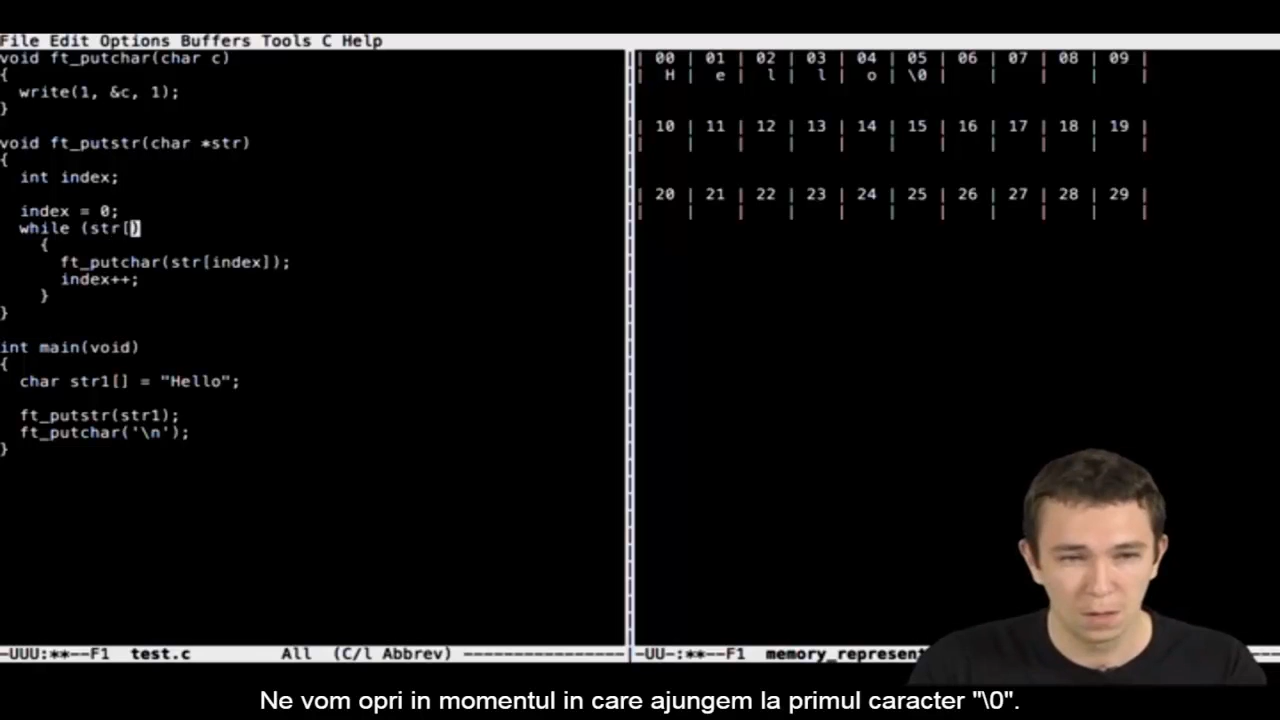 File Edit Options Buffers Tools C Help
void ft_putchar(char c)
{
  write(1, &c, 1);
}

void ft_putstr(char *str)
{
  int index;

  index = 0;
  while (str[)
    {
      ft_putchar(str[index]);
      index++;
    }
}

int main(void)
{
  char str1[] = "Hello";

  ft_putstr(str1);
  ft_putchar('\n');
}
-UUU:**--F1  test.c         All  (C/l Abbrev) ----------------
| 00 | 01 | 02 | 03 | 04 | 05 | 06 | 07 | 08 | 09 |
|  H |  e |  l |  l |  o | \0 |    |    |    |    |
| 10 | 11 | 12 | 13 | 14 | 15 | 16 | 17 | 18 | 19 |
|    |    |    |    |    |    |    |    |    |    |
| 20 | 21 | 22 | 23 | 24 | 25 | 26 | 27 | 28 | 29 |
|    |    |    |    |    |    |    |    |    |    |
-UU-:**--F1  memory_represent
Ne vom opri in momentul in care ajungem la primul caracter "\0".